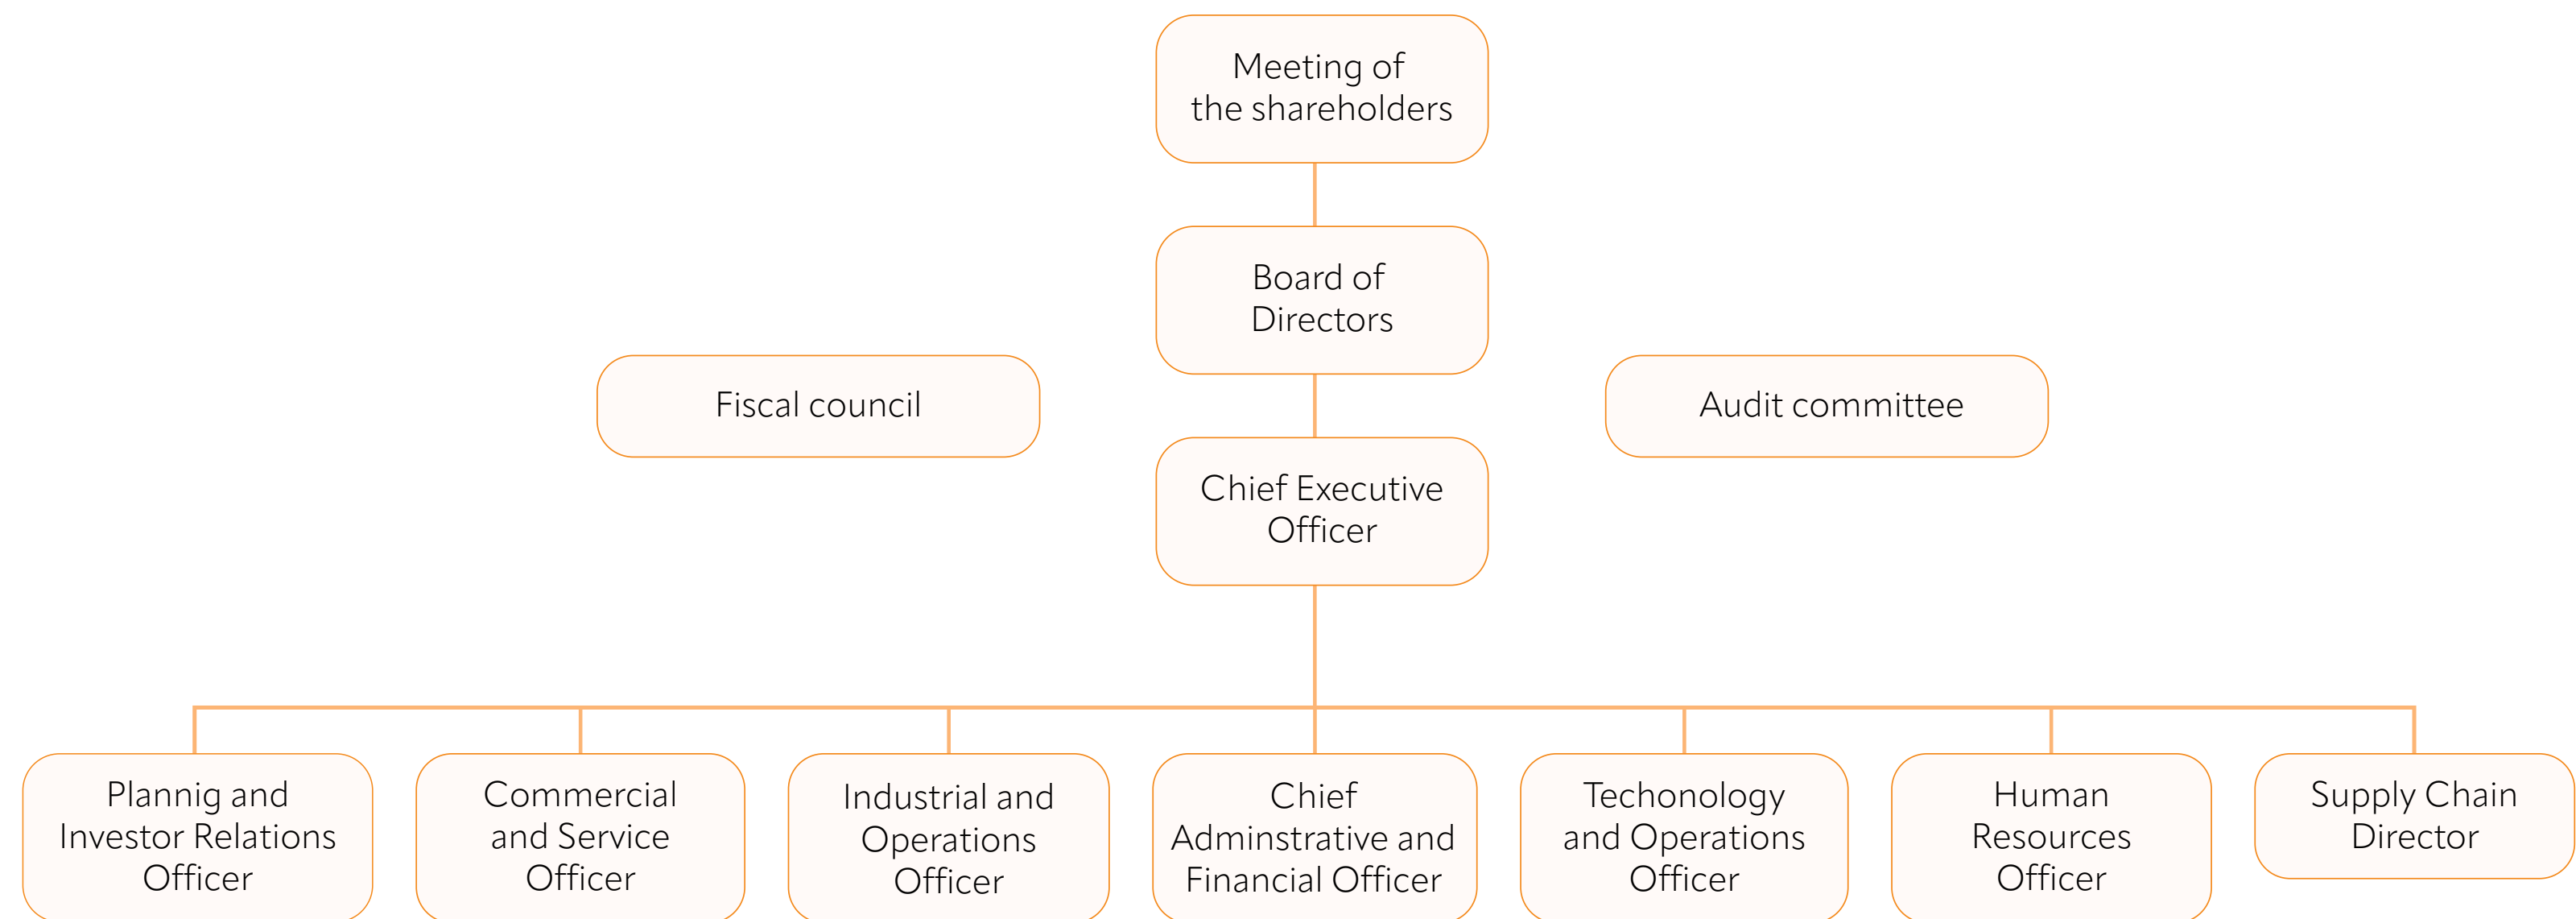 Meeting of
the shareholders
Board of
Directors
Fiscal council
Audit committee
Chief Executive
Officer
Plannig and
Investor Relations
Officer
Commercial
and Service
Officer
Industrial and
Operations
Officer
Chief
Adminstrative and
Financial Officer
Techonology
and Operations
Officer
Human
Resources
Officer
Supply Chain
Director